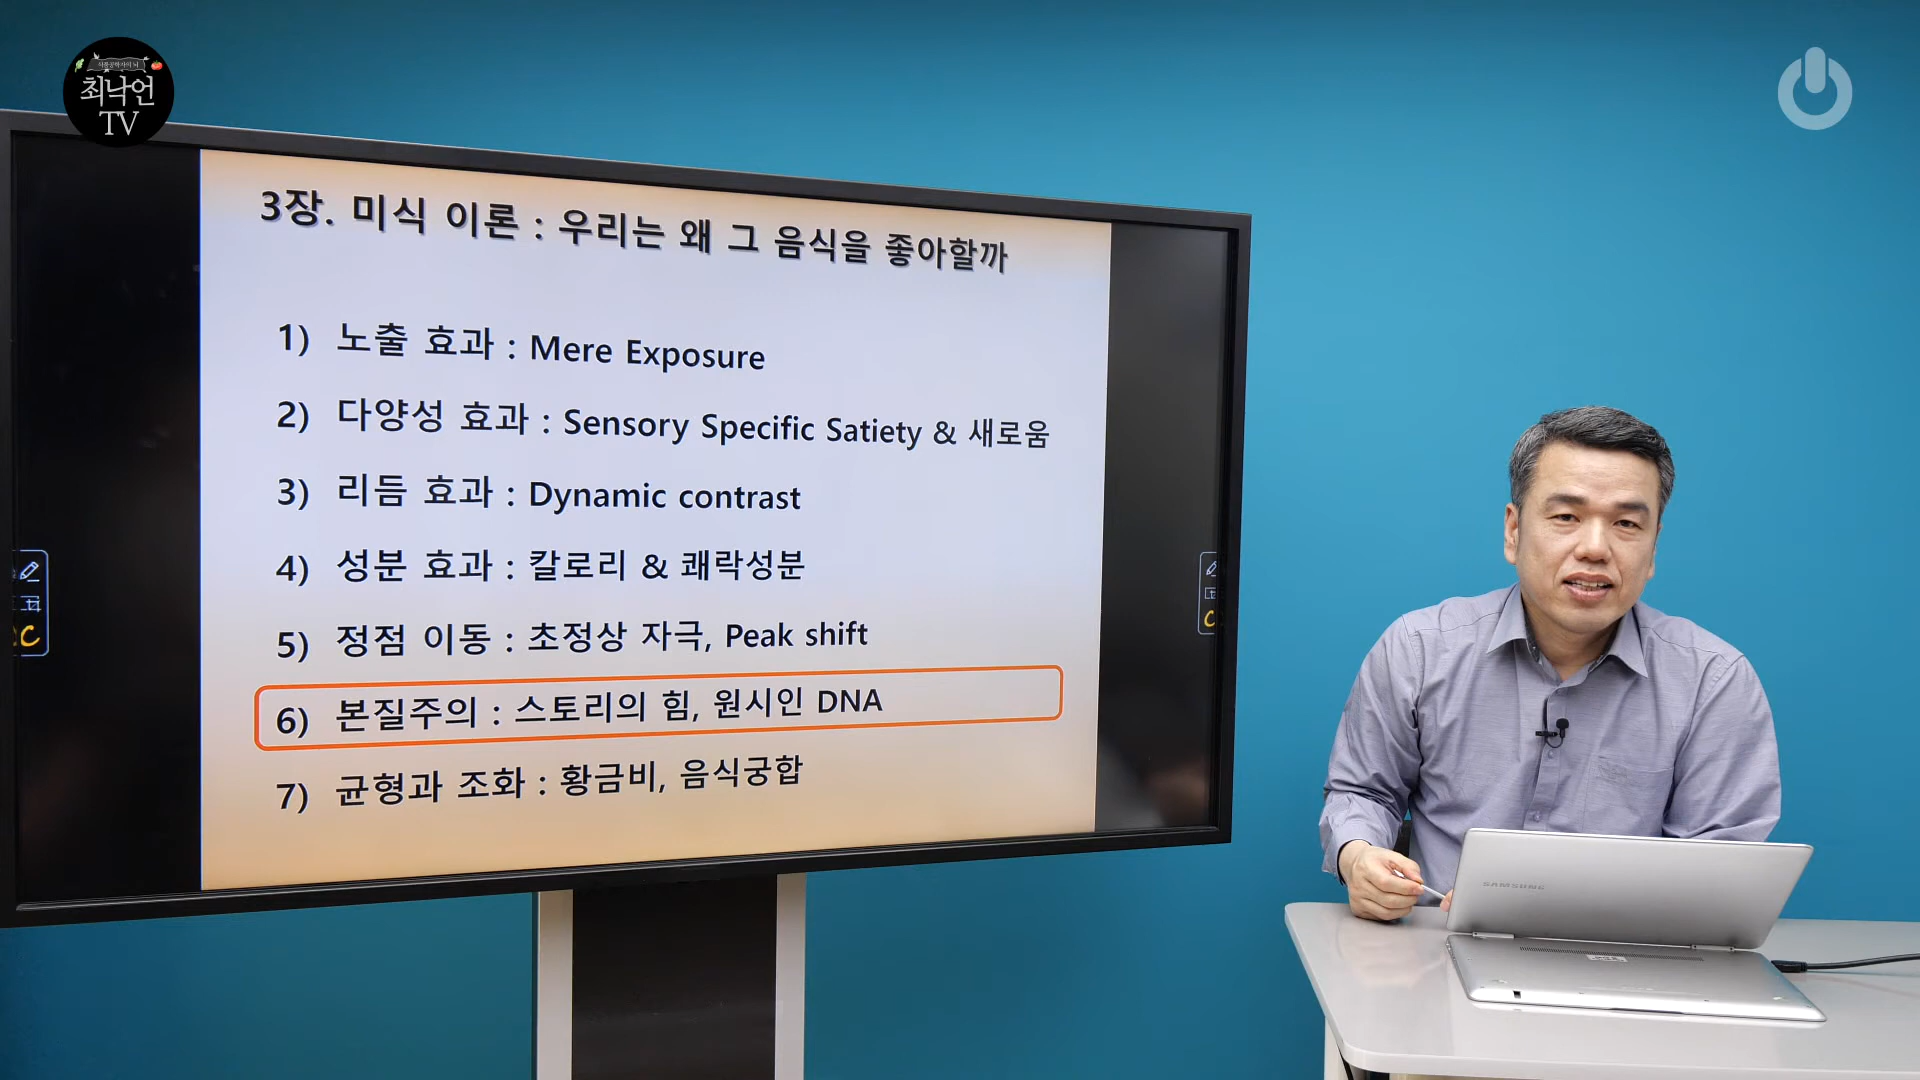 최낙언
TV
3장. 미식 이론 : 우리는 왜 그 음식을 좋아할까
1) 노출 효과 : Mere Exposure
2) 다양성 효과 : Sensory Specific Satiety & 새로움
3) 리듬 효과 : Dynamic contrast
4) 성분 효과 : 칼로리 & 쾌락성분
5) 정점 이동 : 초정상 자극, Peak shift
6) 본질주의 : 스토리의 힘, 원시인 DNA
7) 균형과 조화 : 황금비, 음식궁합
SAMSUNG